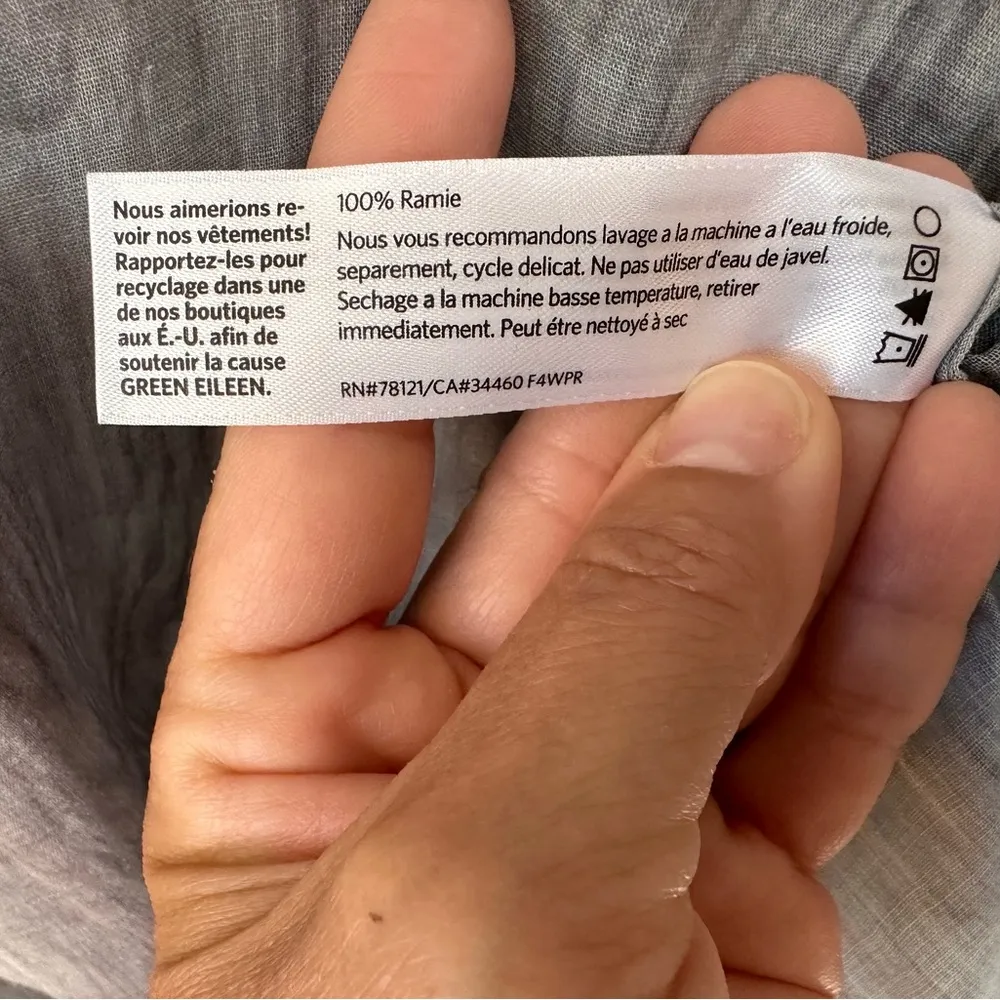 Nous aimerions re-
voir nos vêtements!
Rapportez-les pour
recyclage dans une
de nos boutiques
aux É.-U. afin de
soutenir la cause
GREEN EILEEN.
100% Ramie
Nous vous recommandons lavage a la machine a l'eau froide,
separement, cycle delicat. Ne pas utiliser d'eau de javel.
Sechage a la machine basse temperature, retirer
immediatement. Peut étre nettoyé à sec
RN#78121/CA#34460 F4WPR